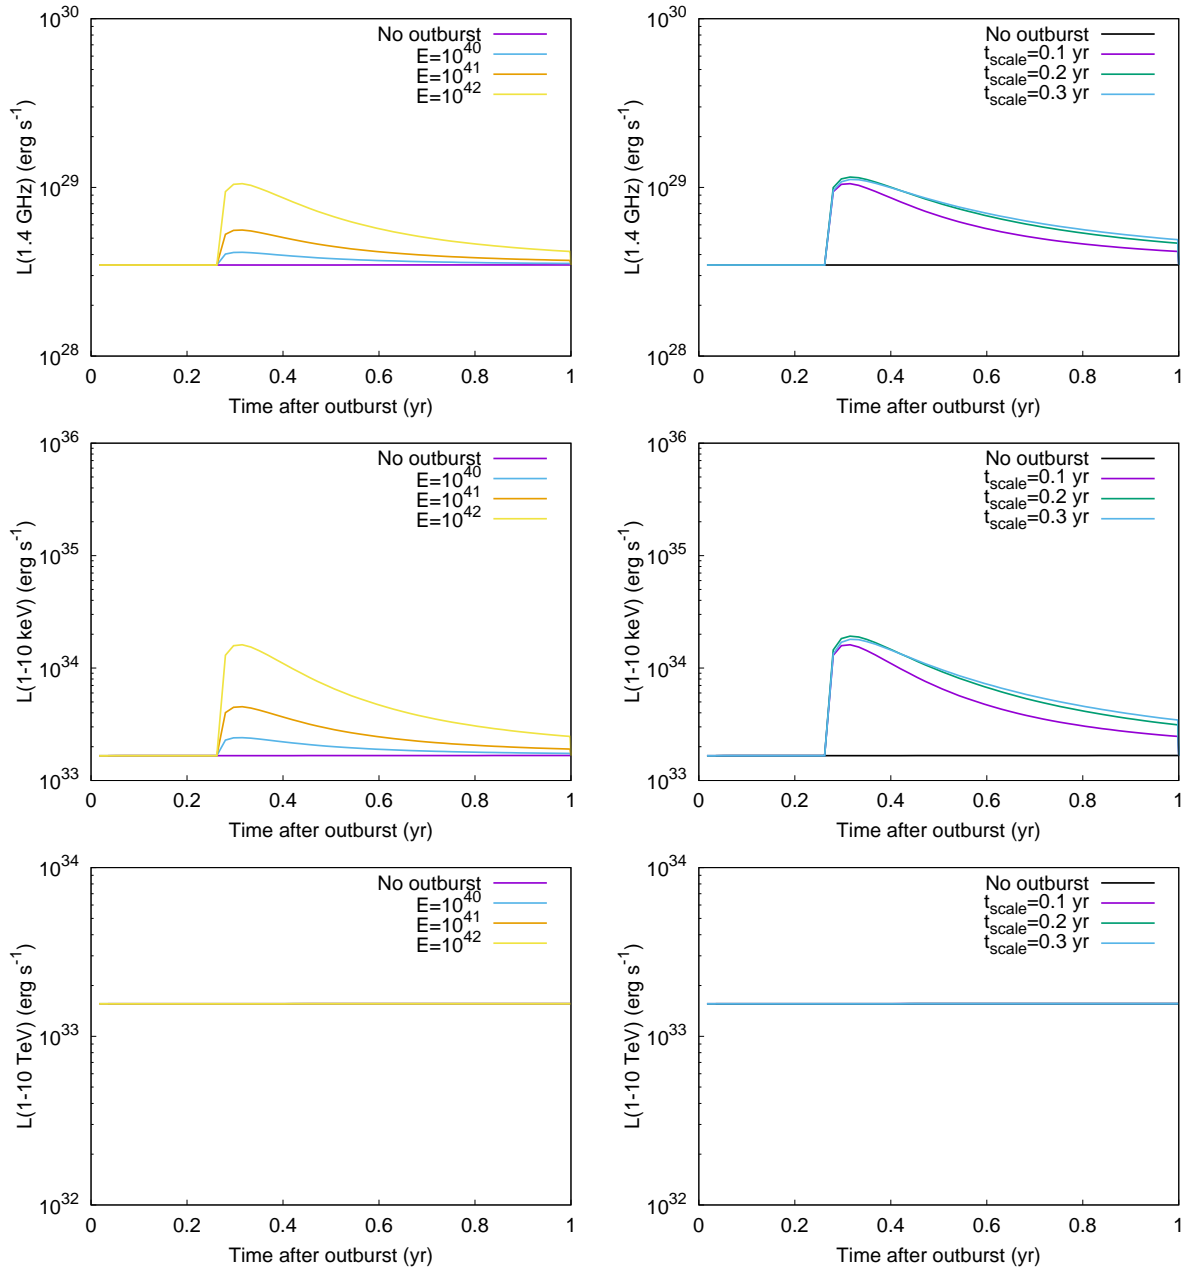 10^30
No outburst
E=10^40
E=10^41
E=10^42
10^29
10^28
L(1.4 GHz) (erg s^-1)
0 0.2 0.4 0.6 0.8 1
Time after outburst (yr)
10^30
No outburst
t_scale=0.1 yr
t_scale=0.2 yr
t_scale=0.3 yr
10^29
10^28
L(1.4 GHz) (erg s^-1)
0 0.2 0.4 0.6 0.8 1
Time after outburst (yr)
10^36
No outburst
E=10^40
E=10^41
E=10^42
10^35
10^34
10^33
L(1-10 keV) (erg s^-1)
0 0.2 0.4 0.6 0.8 1
Time after outburst (yr)
10^36
No outburst
t_scale=0.1 yr
t_scale=0.2 yr
t_scale=0.3 yr
10^35
10^34
10^33
L(1-10 keV) (erg s^-1)
0 0.2 0.4 0.6 0.8 1
Time after outburst (yr)
10^34
No outburst
E=10^40
E=10^41
E=10^42
10^33
10^32
L(1-10 TeV) (erg s^-1)
0 0.2 0.4 0.6 0.8 1
Time after outburst (yr)
10^34
No outburst
t_scale=0.1 yr
t_scale=0.2 yr
t_scale=0.3 yr
10^33
10^32
L(1-10 TeV) (erg s^-1)
0 0.2 0.4 0.6 0.8 1
Time after outburst (yr)